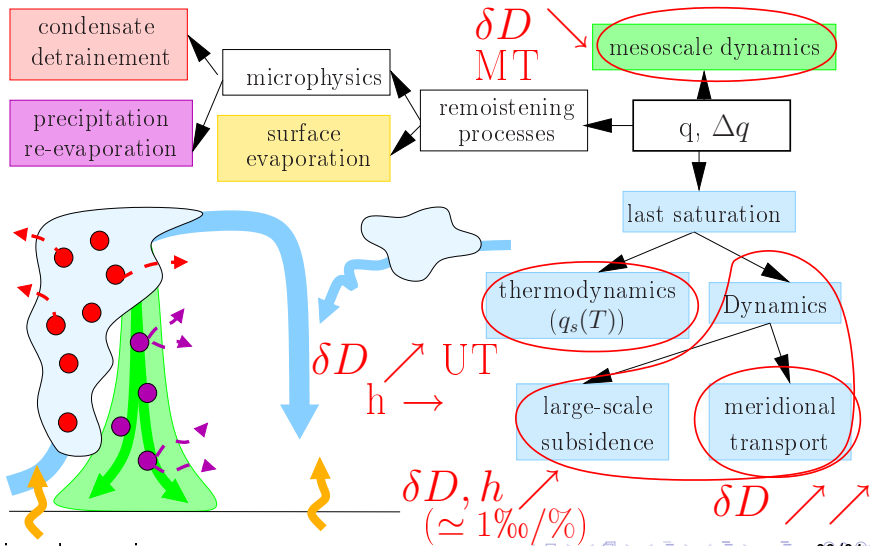 condensate
detrainement
microphysics
precipitation
re-evaporation
surface
evaporation
remoistening
processes
δD ↘
MT
mesoscale dynamics
q, Δq
last saturation
thermodynamics
(q_s(T))
Dynamics
large-scale
subsidence
meridional
transport
δD ↗ UT
h →
δD, h ↗
(≃ 1‰/%)
δD ↗ ↗